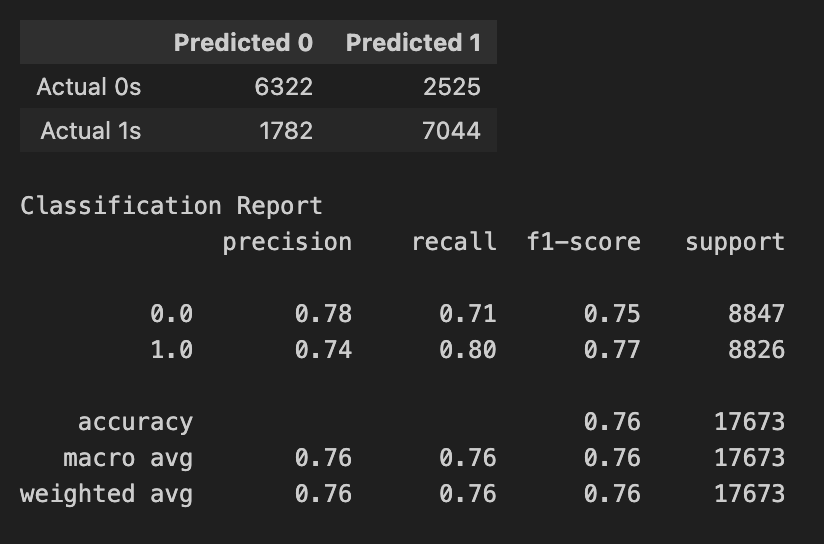 Predicted 0 Predicted 1
Actual 0s 6322 2525
Actual 1s 1782 7044
Classification Report
precision recall f1-score support
0.0 0.78 0.71 0.75 8847
1.0 0.74 0.80 0.77 8826
accuracy 0.76 17673
macro avg 0.76 0.76 0.76 17673
weighted avg 0.76 0.76 0.76 17673